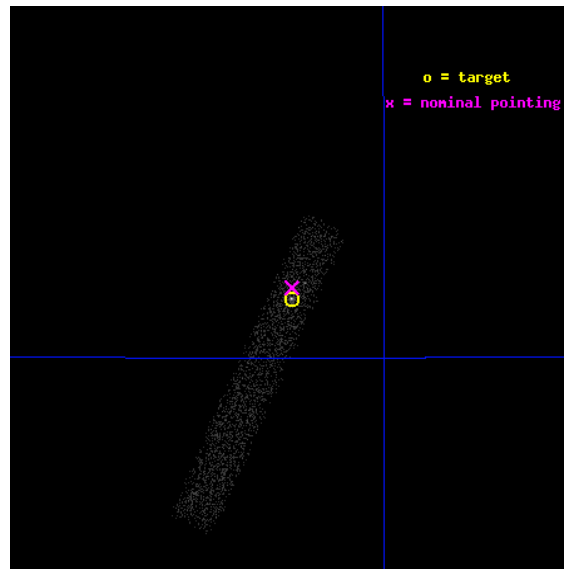 o = target
x = nominal pointing